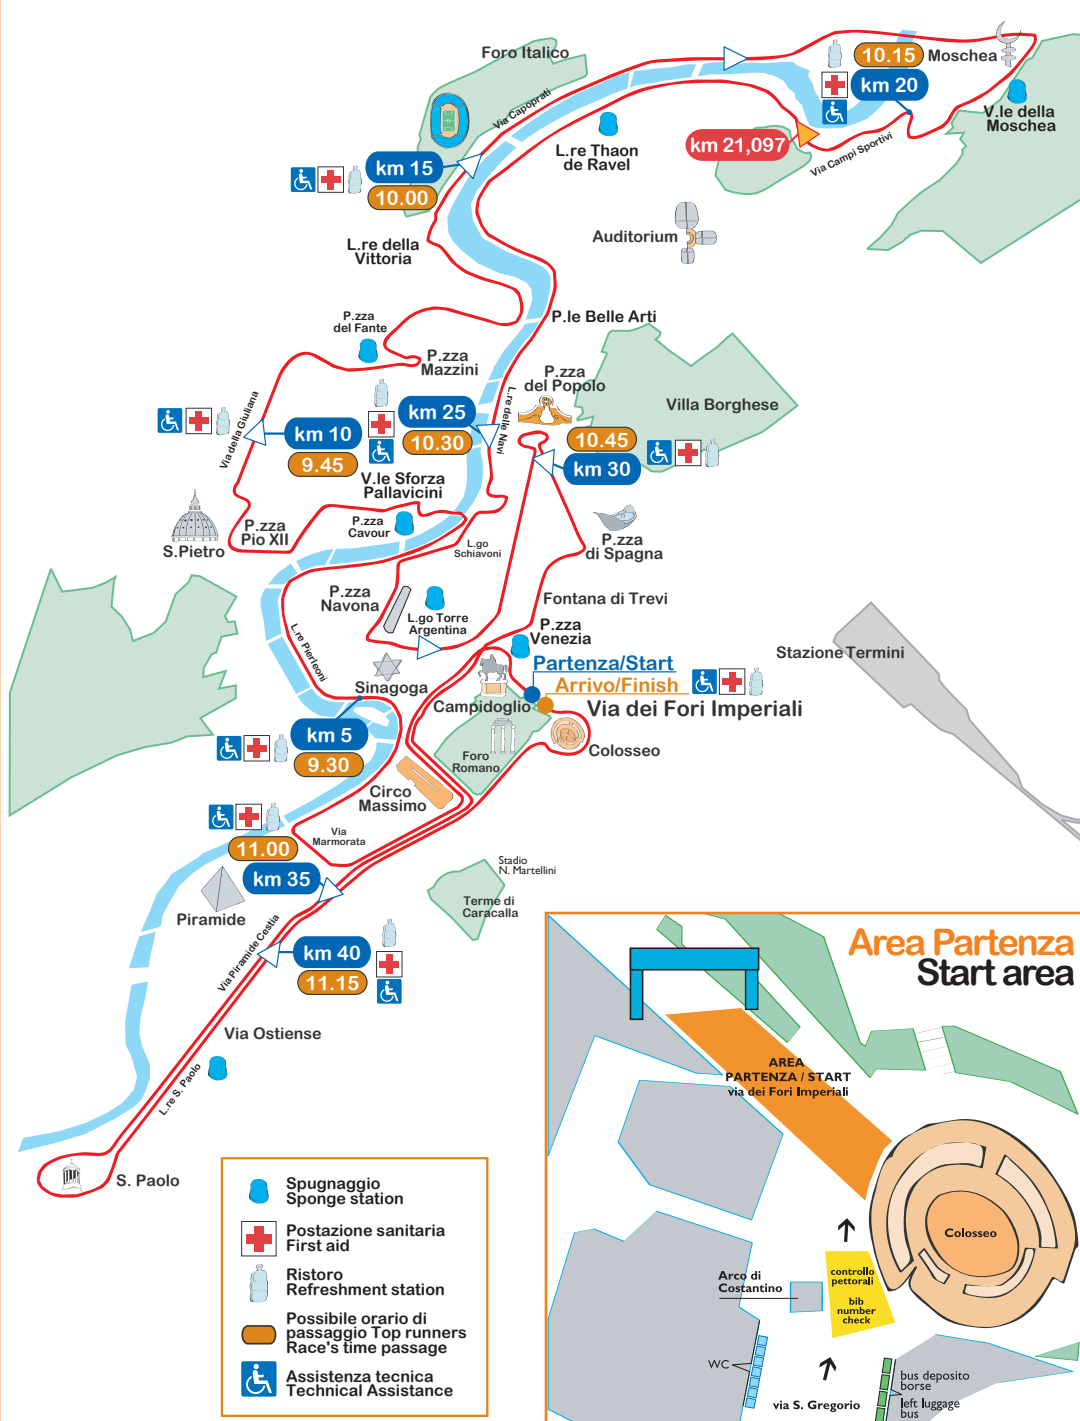 Foro Italico
Via Capoprati
10.15
Moschea
km 20
V.le della
Moschea
km 21,097
Via Campi Sportivi
L.re Thaon
de Ravel
km 15
10.00
Auditorium
L.re della
Vittoria
P.zza
del Fante
P.le Belle Arti
P.zza
Mazzini
P.zza
del Popolo
Villa Borghese
Via della Giuliana
km 10
9.45
km 25
10.30
L.re delle Navi
10.45
km 30
V.le Sforza
Pallavicini
P.zza
Cavour
P.zza
Pio XII
S.Pietro
L.go
Schiavoni
P.zza
di Spagna
P.zza
Navona
L.go Torre
Argentina
Fontana di Trevi
P.zza
Venezia
L.re Pierleoni
Sinagoga
Partenza/Start
Arrivo/Finish
Campidoglio
Via dei Fori Imperiali
Stazione Termini
km 5
9.30
Foro
Romano
Colosseo
Circo
Massimo
Via
Marmorata
11.00
km 35
Piramide
Stadio
N. Martellini
Terme di
Caracalla
Via Piramide Cestia
km 40
11.15
Via Ostiense
L.re S. Paolo
S. Paolo
Spugnaggio
Sponge station
Postazione sanitaria
First aid
Ristoro
Refreshment station
Possibile orario di
passaggio Top runners
Race's time passage
Assistenza tecnica
Technical Assistance
Area Partenza
Start area
AREA
PARTENZA / START
via dei Fori Imperiali
Colosseo
controllo
pettorali
bib
number
check
Arco di
Costantino
WC
via S. Gregorio
bus deposito
borse
left luggage
bus